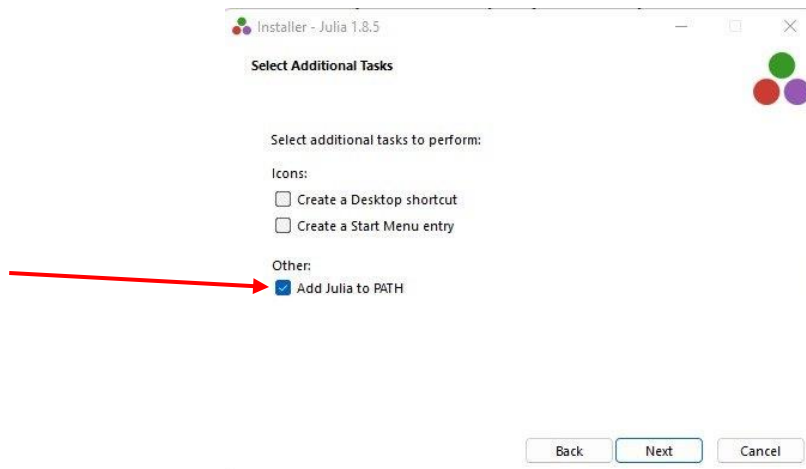 Installer - Julia 1.8.5
Select Additional Tasks
Select additional tasks to perform:
Icons:
Create a Desktop shortcut
Create a Start Menu entry
Other:
Add Julia to PATH
Back Next Cancel